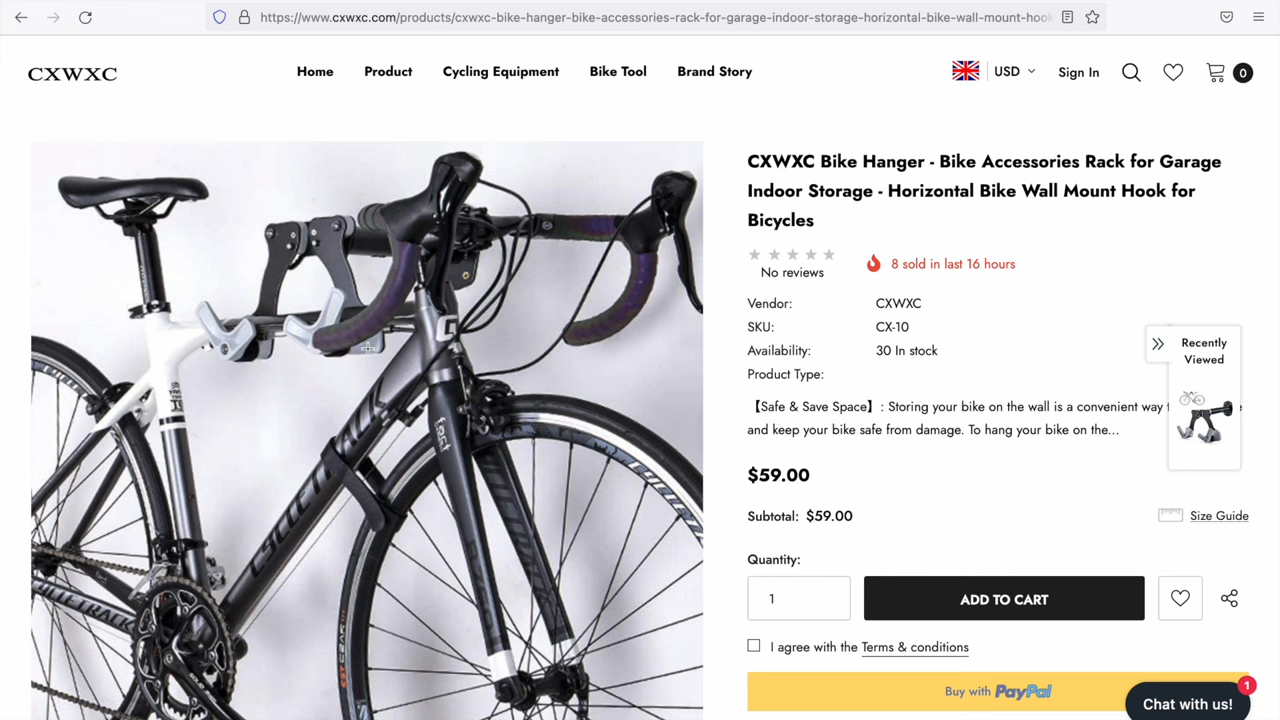 https://www.cxwxc.com/products/cxwxc-bike-hanger-bike-accessories-rack-for-garage-indoor-storage-horizontal-bike-wall-mount-hook
CXWXC
Home
Product
Cycling Equipment
Bike Tool
Brand Story
USD
Sign In
0
CXWXC Bike Hanger - Bike Accessories Rack for Garage
Indoor Storage - Horizontal Bike Wall Mount Hook for
Bicycles
No reviews
8 sold in last 16 hours
Vendor: CXWXC
SKU: CX-10
Availability: 30 In stock
Product Type:
Recently
Viewed
【Safe & Save Space】: Storing your bike on the wall is a convenient way
and keep your bike safe from damage. To hang your bike on the...
$59.00
Subtotal: $59.00
Size Guide
Quantity:
1
ADD TO CART
I agree with the Terms & conditions
Buy with PayPal
Chat with us!
1